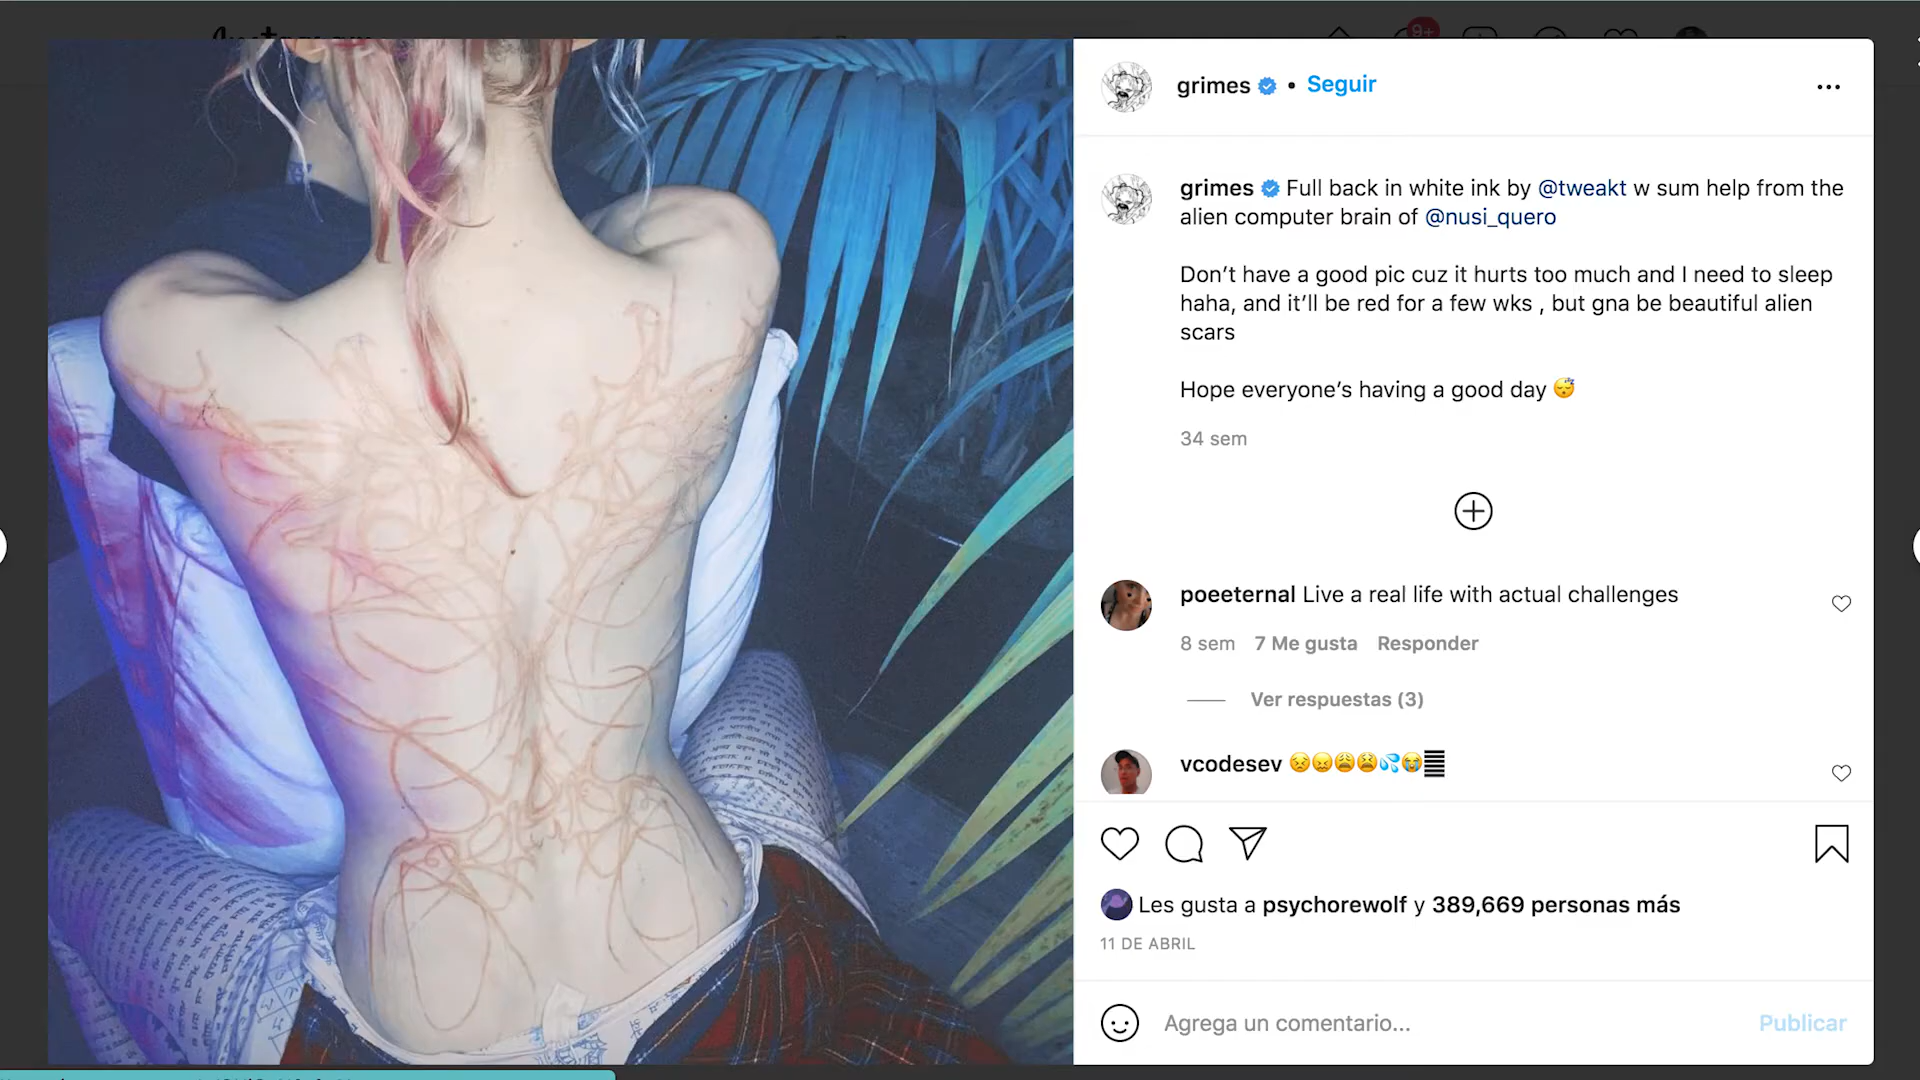 9+
grimes • Seguir
grimes Full back in white ink by @tweakt w sum help from the
alien computer brain of @nusi_quero
Don’t have a good pic cuz it hurts too much and I need to sleep
haha, and it’ll be red for a few wks , but gna be beautiful alien
scars
Hope everyone’s having a good day 😴
34 sem
poeeternal Live a real life with actual challenges
8 sem 7 Me gusta Responder
Ver respuestas (3)
vcodesev 😣😖😩😫💦😭
Les gusta a psychorewolf y 389,669 personas más
11 DE ABRIL
Agrega un comentario... Publicar